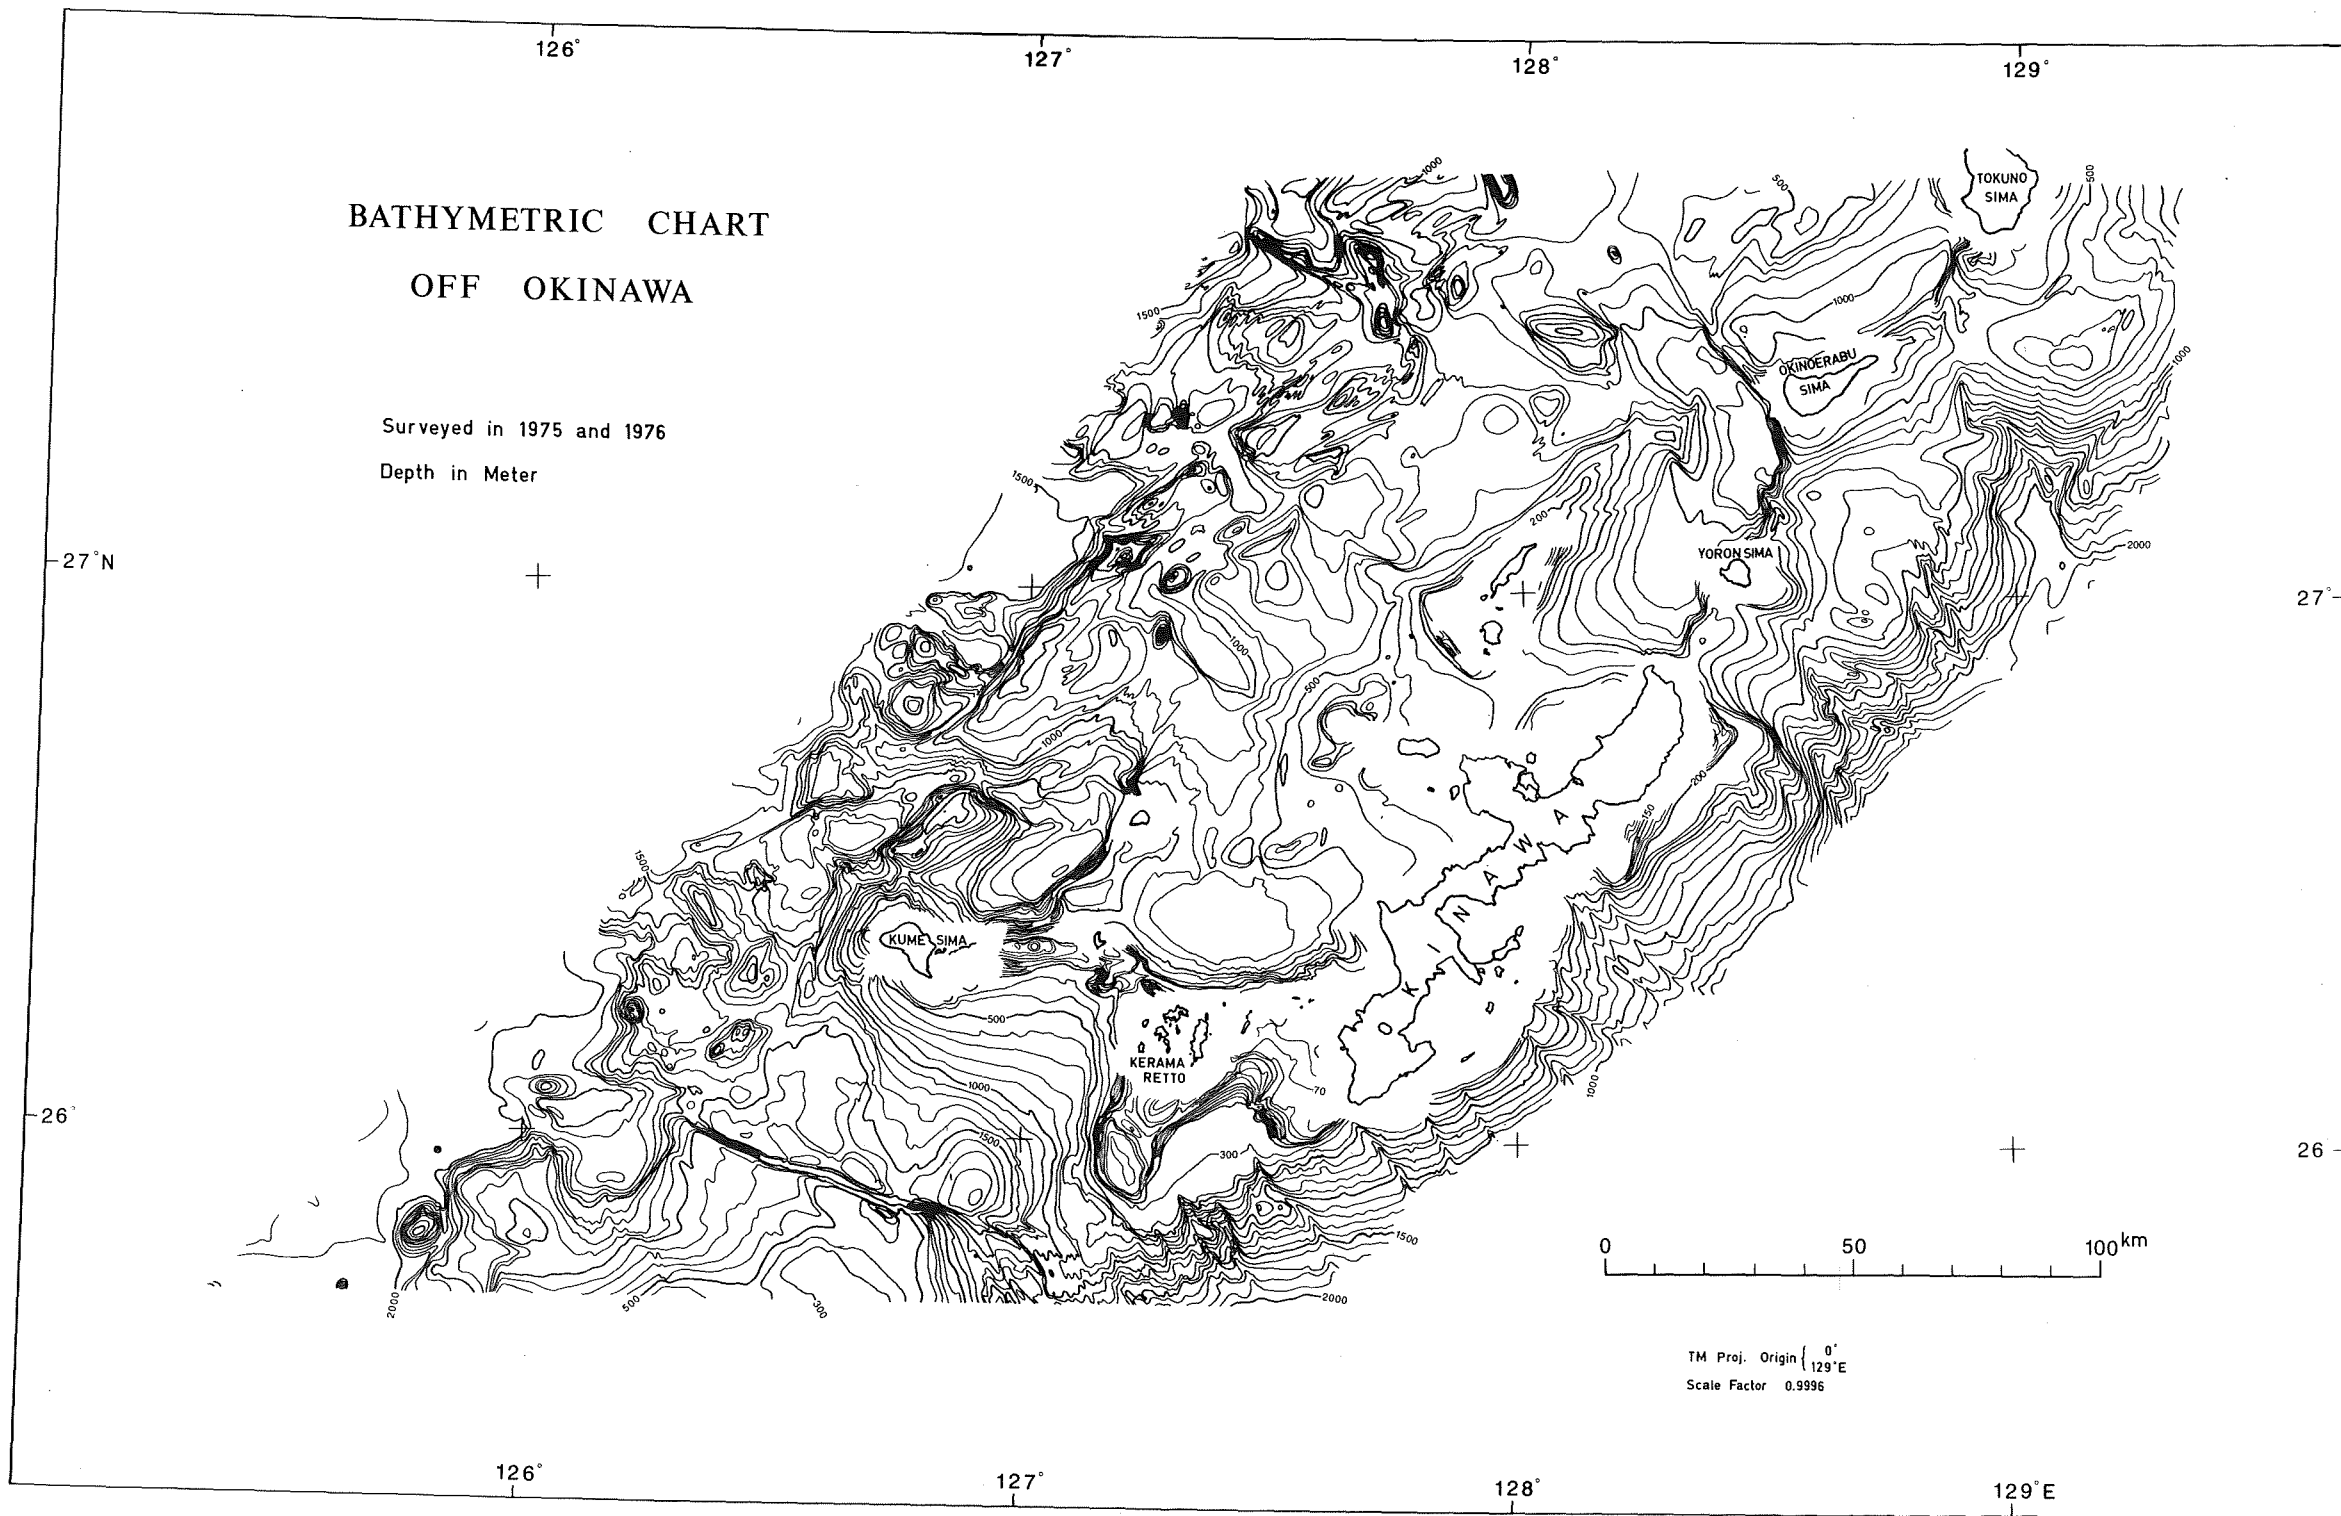 126°
127°
128°
129°
BATHYMETRIC CHART
OFF OKINAWA
Surveyed in 1975 and 1976
Depth in Meter
1000
500
500
TOKUNO
SIMA
1500
1000
OKINOERABU
SIMA
1000
1500
200
2000
27°N
YORON SIMA
27°
1000
500
1000
200
150
1500
OKINAWA
KUME SIMA
500
KERAMA
RETTO
1000
70
1000
26°
1500
300
26
1500
2000
500
300
2000
0 50 100 km
TM Proj. Origin { 0°
129°E
Scale Factor 0.9996
126°
127°
128°
129°E